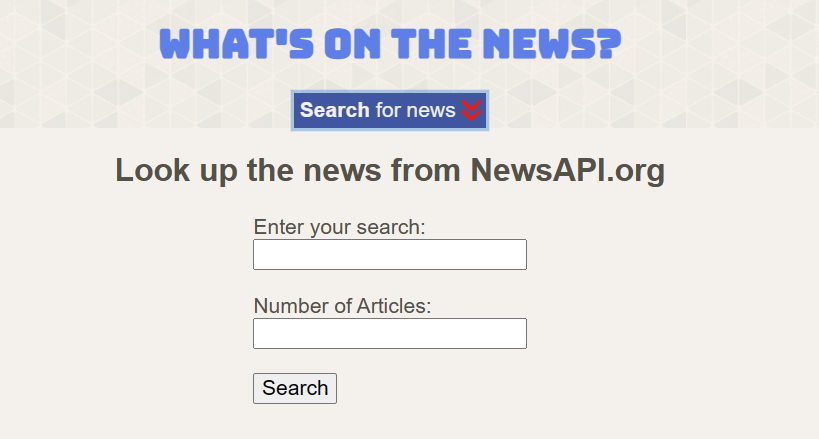 WHAT'S ON THE NEWS?
Search for news
Look up the news from NewsAPI.org
Enter your search:
Number of Articles:
Search